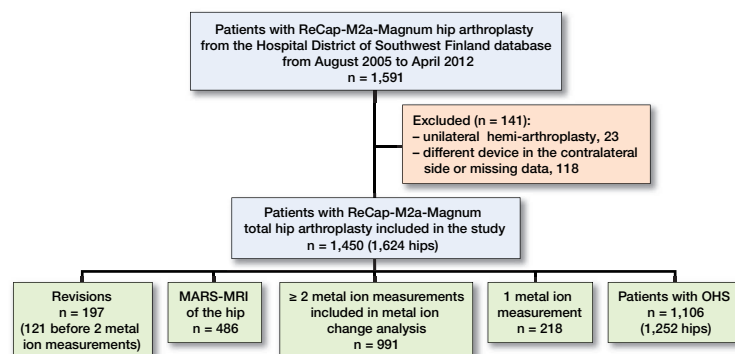 Patients with ReCap-M2a-Magnum hip arthroplasty
from the Hospital District of Southwest Finland database
from August 2005 to April 2012
n = 1,591
Excluded (n = 141):
– unilateral hemi-arthroplasty, 23
– different device in the contralateral
side or missing data, 118
Patients with ReCap-M2a-Magnum
total hip arthroplasty included in the study
n = 1,450 (1,624 hips)
Revisions
n = 197
(121 before 2 metal
ion measurements)
MARS-MRI
of the hip
n = 486
≥ 2 metal ion measurements
included in metal ion
change analysis
n = 991
1 metal ion
measurement
n = 218
Patients with OHS
n = 1,106
(1,252 hips)